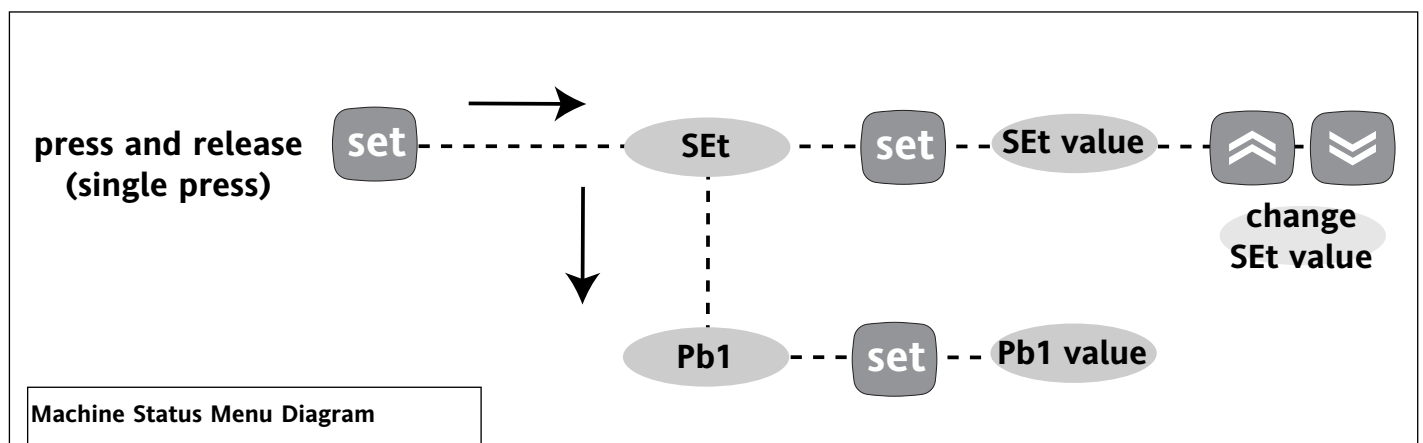 press and release
(single press)
set
SEt
set
SEt value
change
SEt value
Pb1
set
Pb1 value
Machine Status Menu Diagram